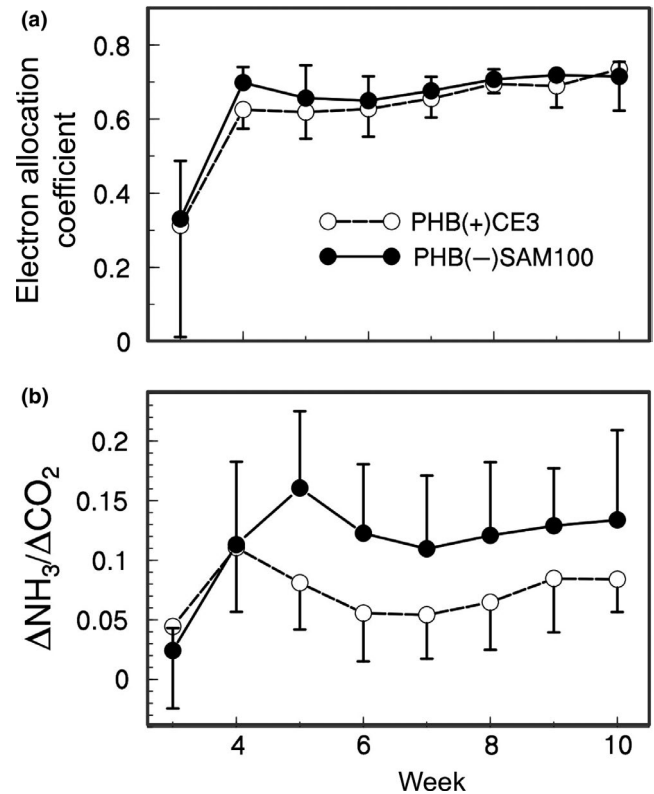 (a)
Electron allocation
coefficient
0.8
0.6
0.4
0.2
0
PHB(+)CE3
PHB(—)SAM100
(b)
ΔNH₃/ΔCO₂
0.2
0.15
0.1
0.05
0
4
6
8
10
Week